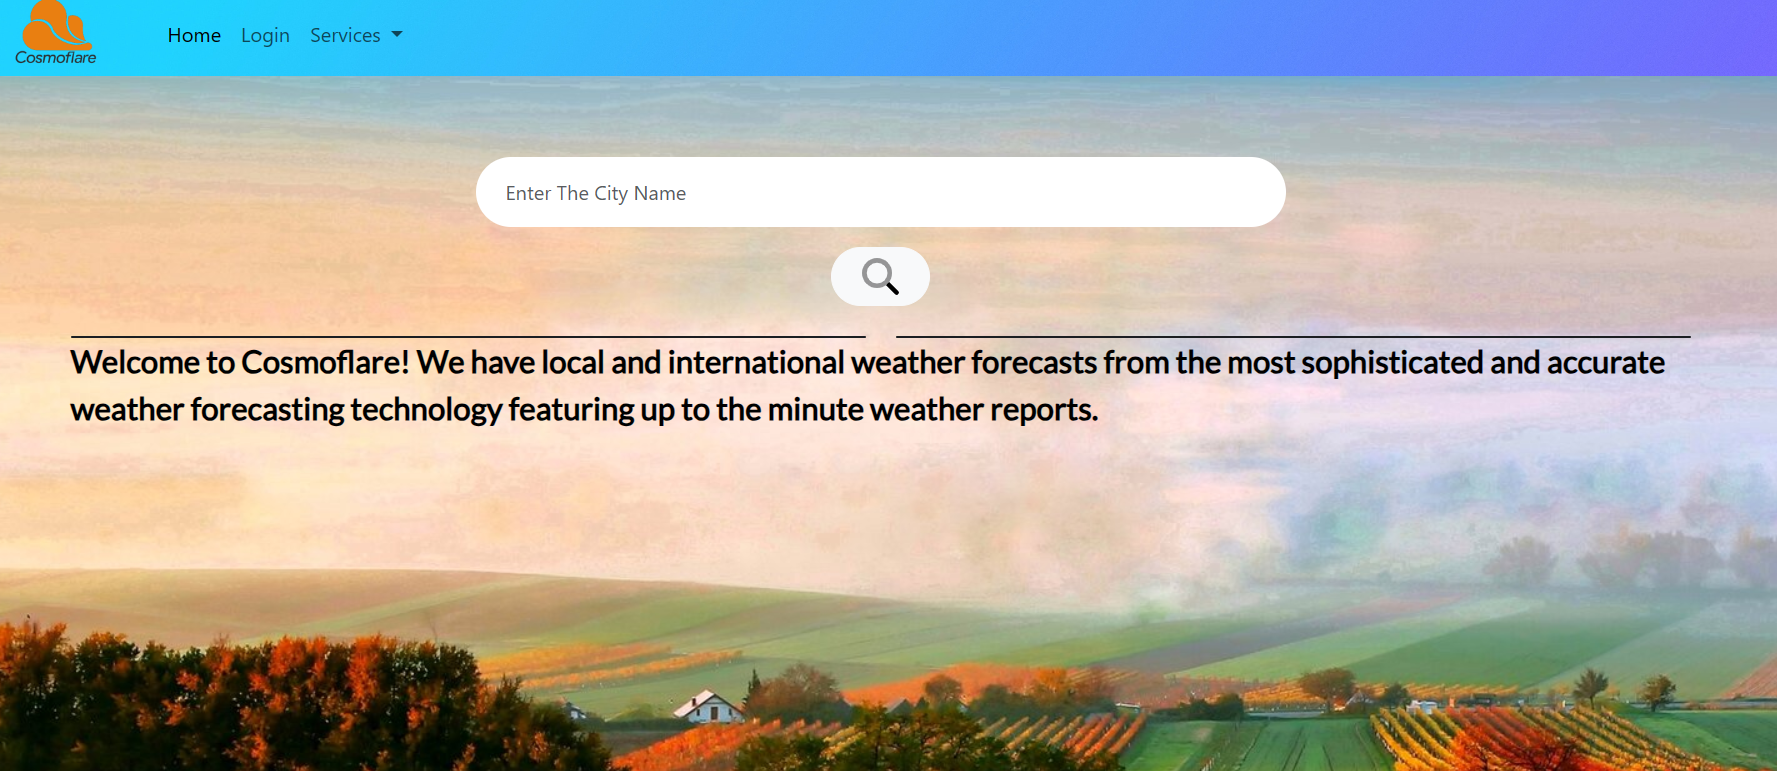 Cosmoflare
Home Login Services
Enter The City Name
Welcome to Cosmoflare! We have local and international weather forecasts from the most sophisticated and accurate
weather forecasting technology featuring up to the minute weather reports.